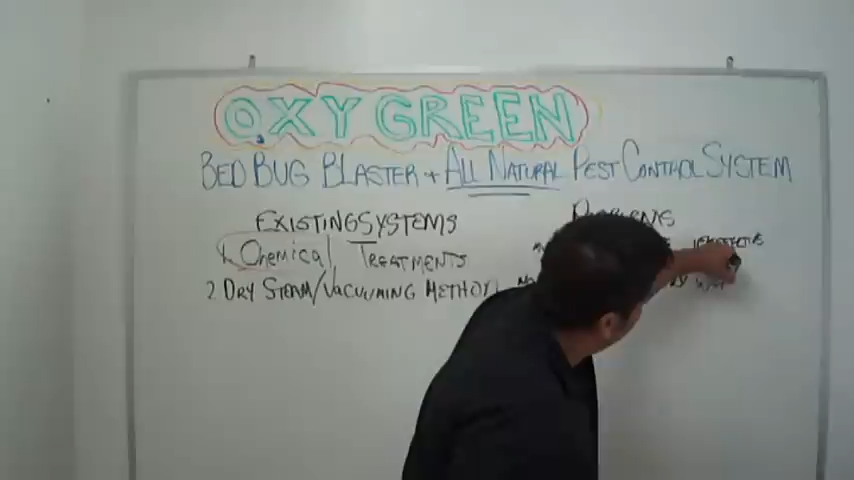 OXY GREEN
BED BUG BLASTER + ALL NATURAL PEST CONTROL SYSTEM
EXISTING SYSTEMS
1. Chemical TREATMENTS
2 DRY STEAM/VACUUMING METHOD